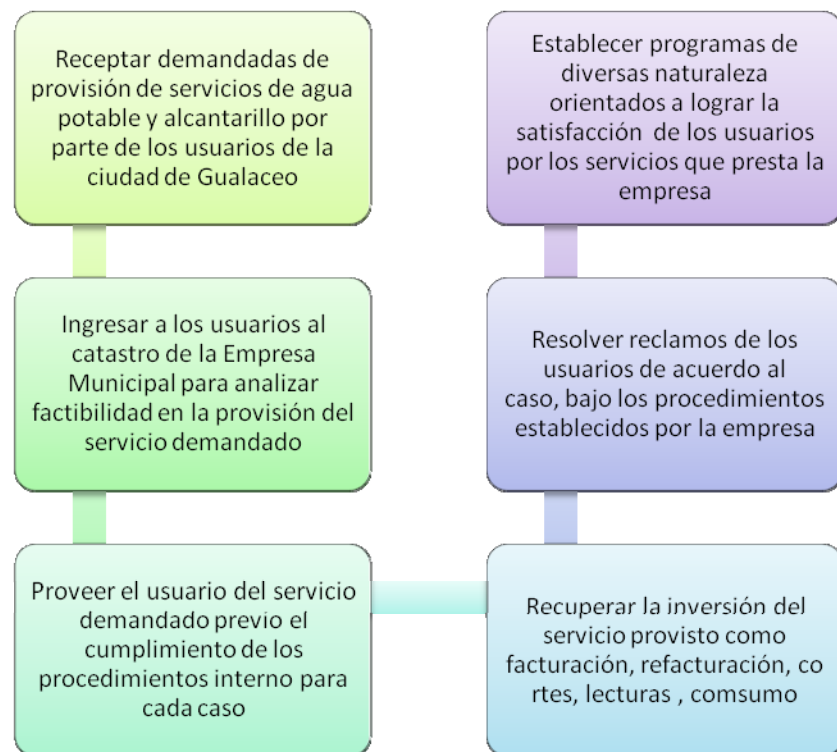 Receptar demandadas de
provisión de servicios de agua
potable y alcantarillo por
parte de los usuarios de la
ciudad de Gualaceo
Ingresar a los usuarios al
catastro de la Empresa
Municipal para analizar
factibilidad en la provisión del
servicio demandado
Proveer el usuario del servicio
demandado previo el
cumplimiento de los
procedimientos interno para
cada caso
Recuperar la inversión del
servicio provisto como
facturación, refacturación, co
rtes, lecturas , comsumo
Resolver reclamos de los
usuarios de acuerdo al
caso, bajo los procedimientos
establecidos por la empresa
Establecer programas de
diversas naturaleza
orientados a lograr la
satisfacción de los usuarios
por los servicios que presta la
empresa